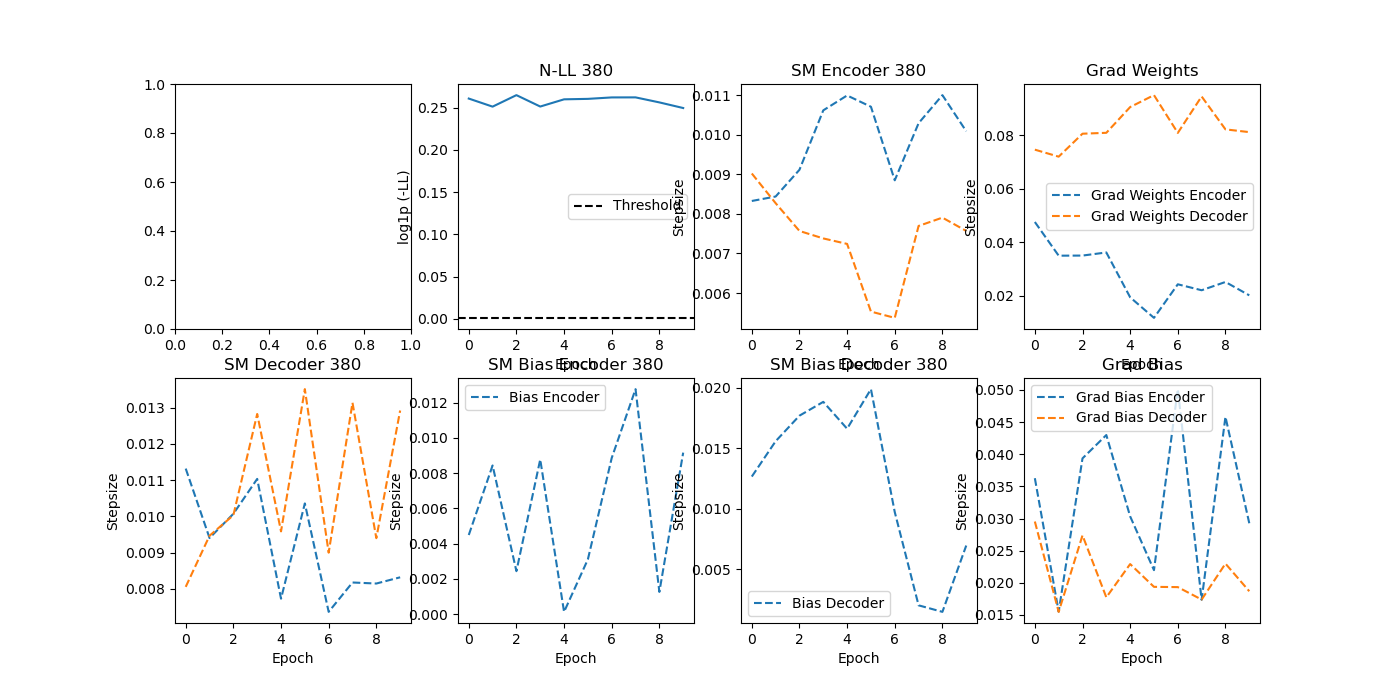 N-LL 380
SM Encoder 380
Grad Weights
1.0
0.8
0.6
0.4
0.2
0.0
0.0 0.2 0.4 0.6 0.8 1.0
log1p (-LL)
0.25
0.20
0.15
0.10
0.05
0.00
Threshold
0 2 4 6 8
Epoch
Stepsize
0.011
0.010
0.009
0.008
0.007
0.006
0 2 4 6 8
Epoch
Stepsize
0.08
0.06
0.04
0.02
Grad Weights Encoder
Grad Weights Decoder
0 2 4 6 8
Epoch
SM Decoder 380
SM Bias Encoder 380
SM Bias Decoder 380
Grad Bias
Stepsize
0.013
0.012
0.011
0.010
0.009
0.008
0 2 4 6 8
Epoch
Stepsize
0.012
0.010
0.008
0.006
0.004
0.002
0.000
Bias Encoder
0 2 4 6 8
Epoch
Stepsize
0.020
0.015
0.010
0.005
Bias Decoder
0 2 4 6 8
Epoch
Stepsize
0.050
0.045
0.040
0.035
0.030
0.025
0.020
0.015
Grad Bias Encoder
Grad Bias Decoder
0 2 4 6 8
Epoch